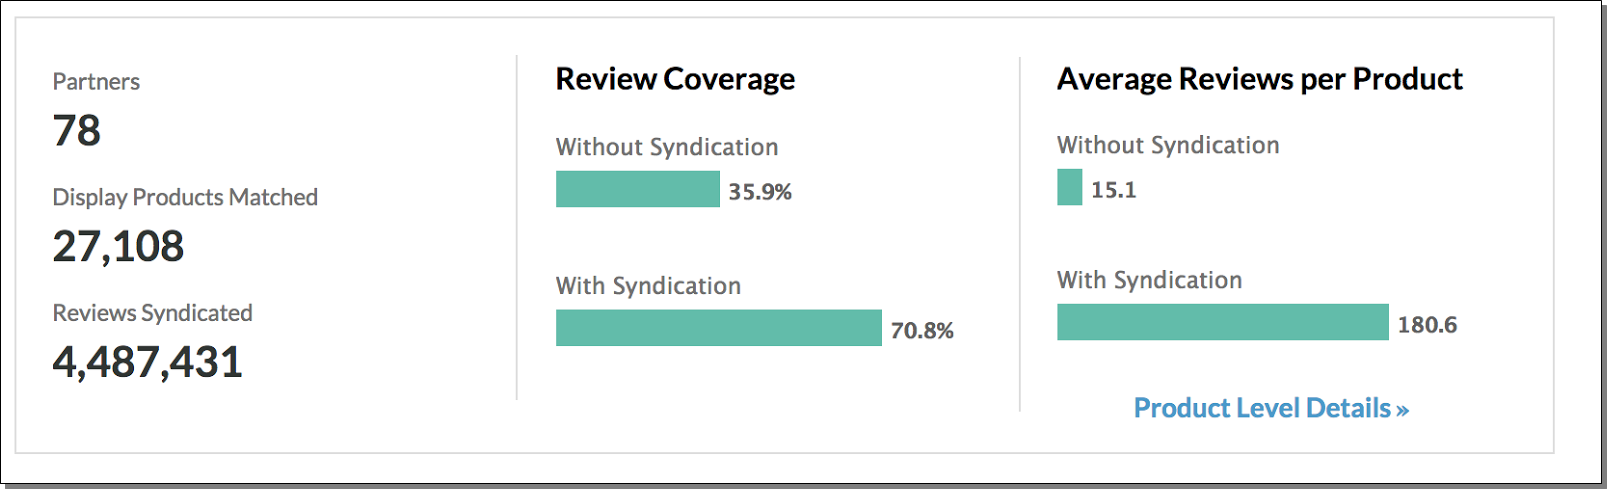 Partners
78
Display Products Matched
27,108
Reviews Syndicated
4,487,431
Review Coverage
Without Syndication
35.9%
With Syndication
70.8%
Average Reviews per Product
Without Syndication
15.1
With Syndication
180.6
Product Level Details »